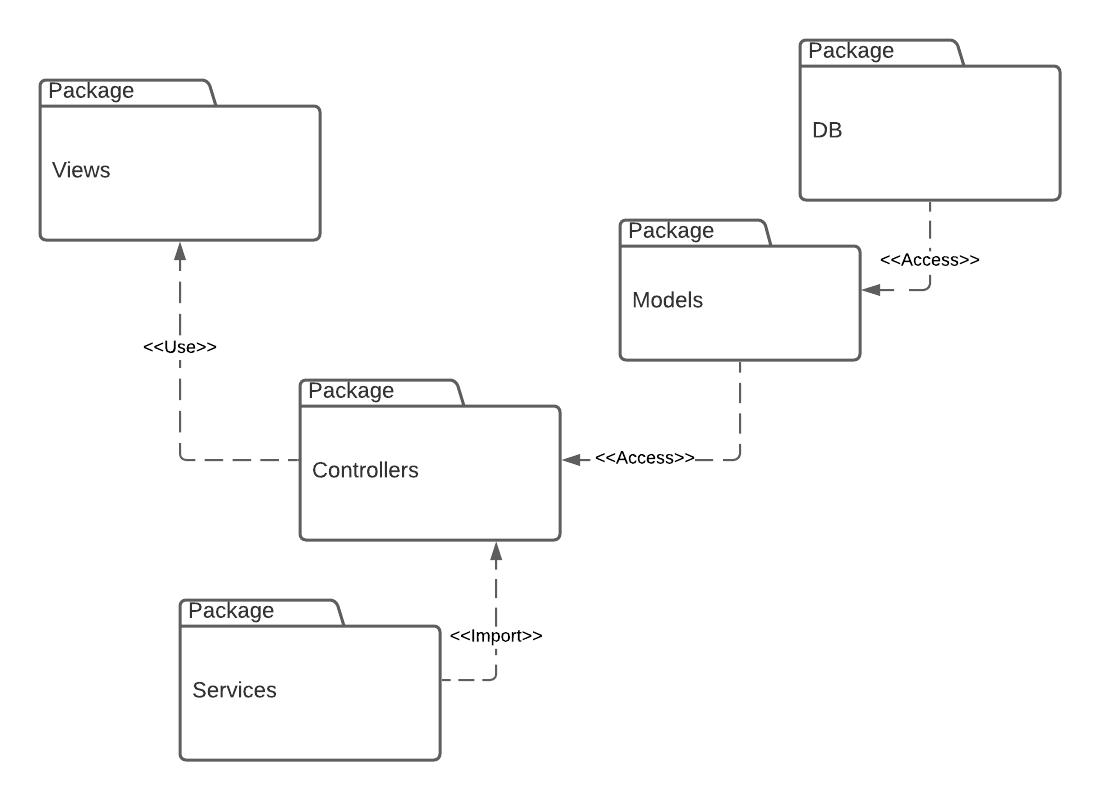 Package
DB
Package
Views
Package
Models
<<Access>>
<<Use>>
Package
Controllers
<<Access>>
Package
Services
<<Import>>